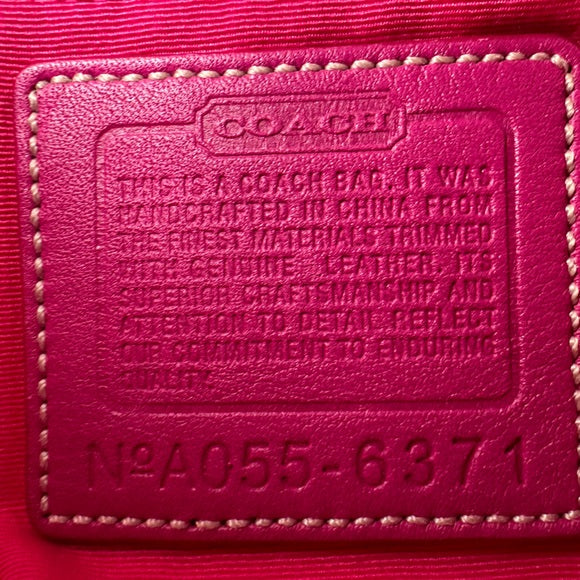 COACH
THIS IS A COACH BAG. IT WAS
HANDCRAFTED IN CHINA FROM
THE FINEST MATERIALS TRIMMED
WITH GENUINE LEATHER. ITS
SUPERIOR CRAFTSMANSHIP AND
ATTENTION TO DETAIL REFLECT
OUR COMMITMENT TO ENDURING
QUALITY.
NºA055-6371